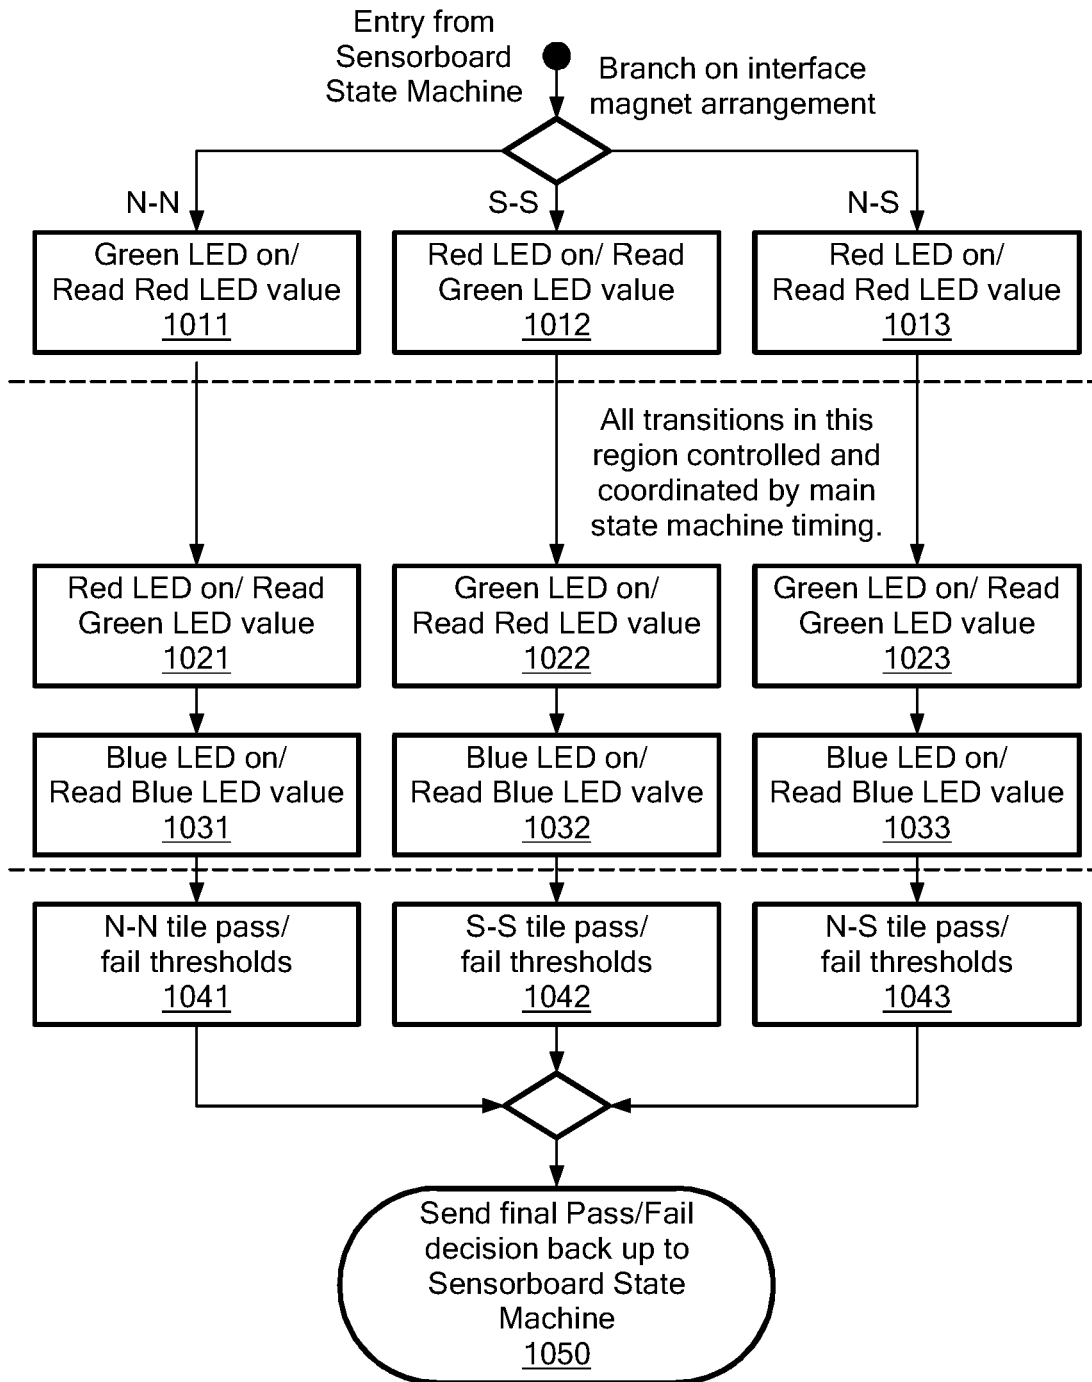 Entry from
Sensorboard
State Machine
Branch on interface
magnet arrangement
N-N
S-S
N-S
Green LED on/
Read Red LED value
1011
Red LED on/ Read
Green LED value
1012
Red LED on/
Read Red LED value
1013
All transitions in this
region controlled and
coordinated by main
state machine timing.
Red LED on/ Read
Green LED value
1021
Green LED on/
Read Red LED value
1022
Green LED on/ Read
Green LED value
1023
Blue LED on/
Read Blue LED value
1031
Blue LED on/
Read Blue LED valve
1032
Blue LED on/
Read Blue LED value
1033
N-N tile pass/
fail thresholds
1041
S-S tile pass/
fail thresholds
1042
N-S tile pass/
fail thresholds
1043
Send final Pass/Fail
decision back up to
Sensorboard State
Machine
1050